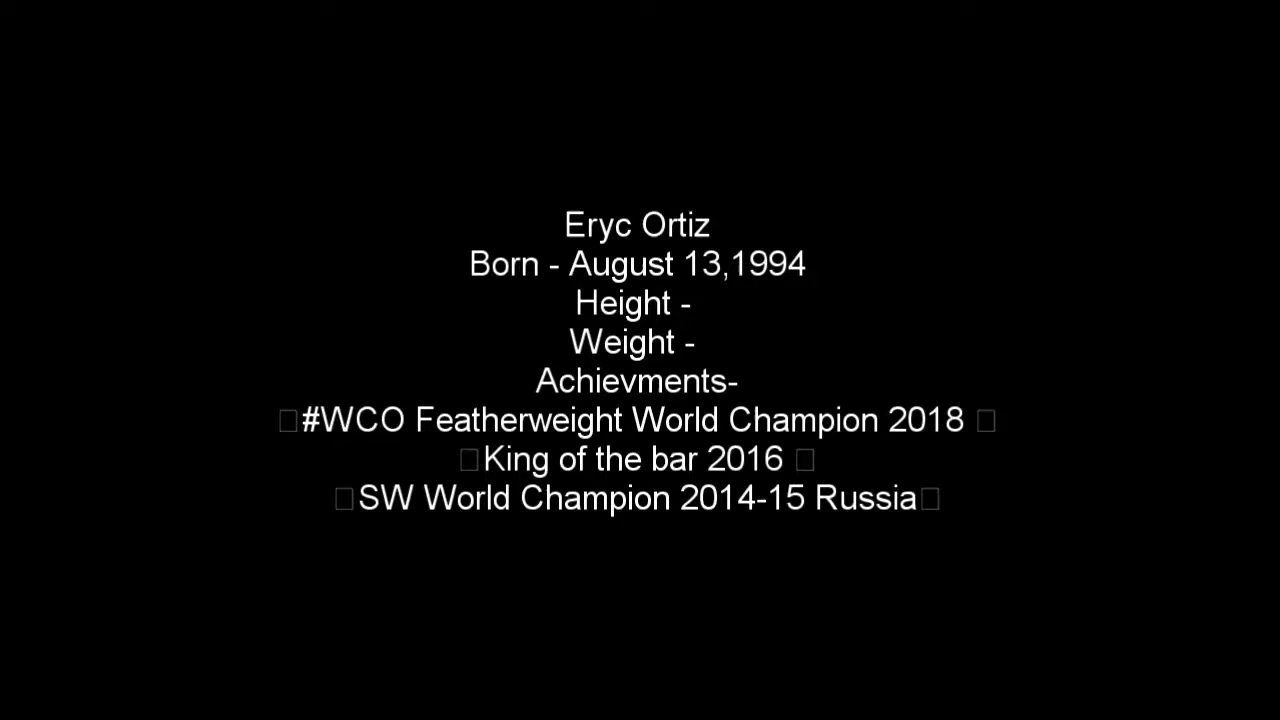 Eryc Ortiz
Born - August 13,1994
Height -
Weight -
Achievments-
#WCO Featherweight World Champion 2018
King of the bar 2016
SW World Champion 2014-15 Russia